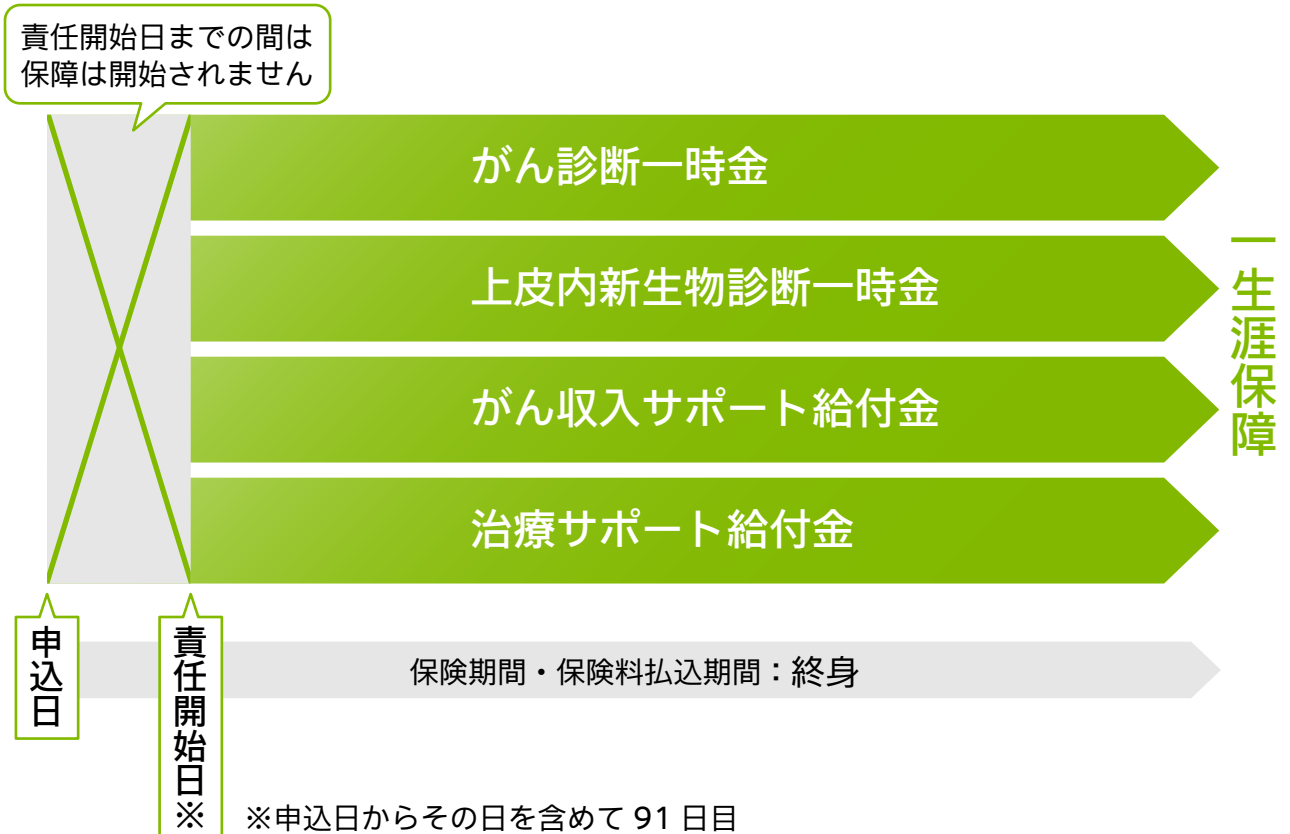 責任開始日までの間は
保障は開始されません
がん診断一時金
上皮内新生物診断一時金
がん収入サポート給付金
治療サポート給付金
一生涯保障
申込日
責任開始日※
保険期間・保険料払込期間：終身
※申込日からその日を含めて 91 日目